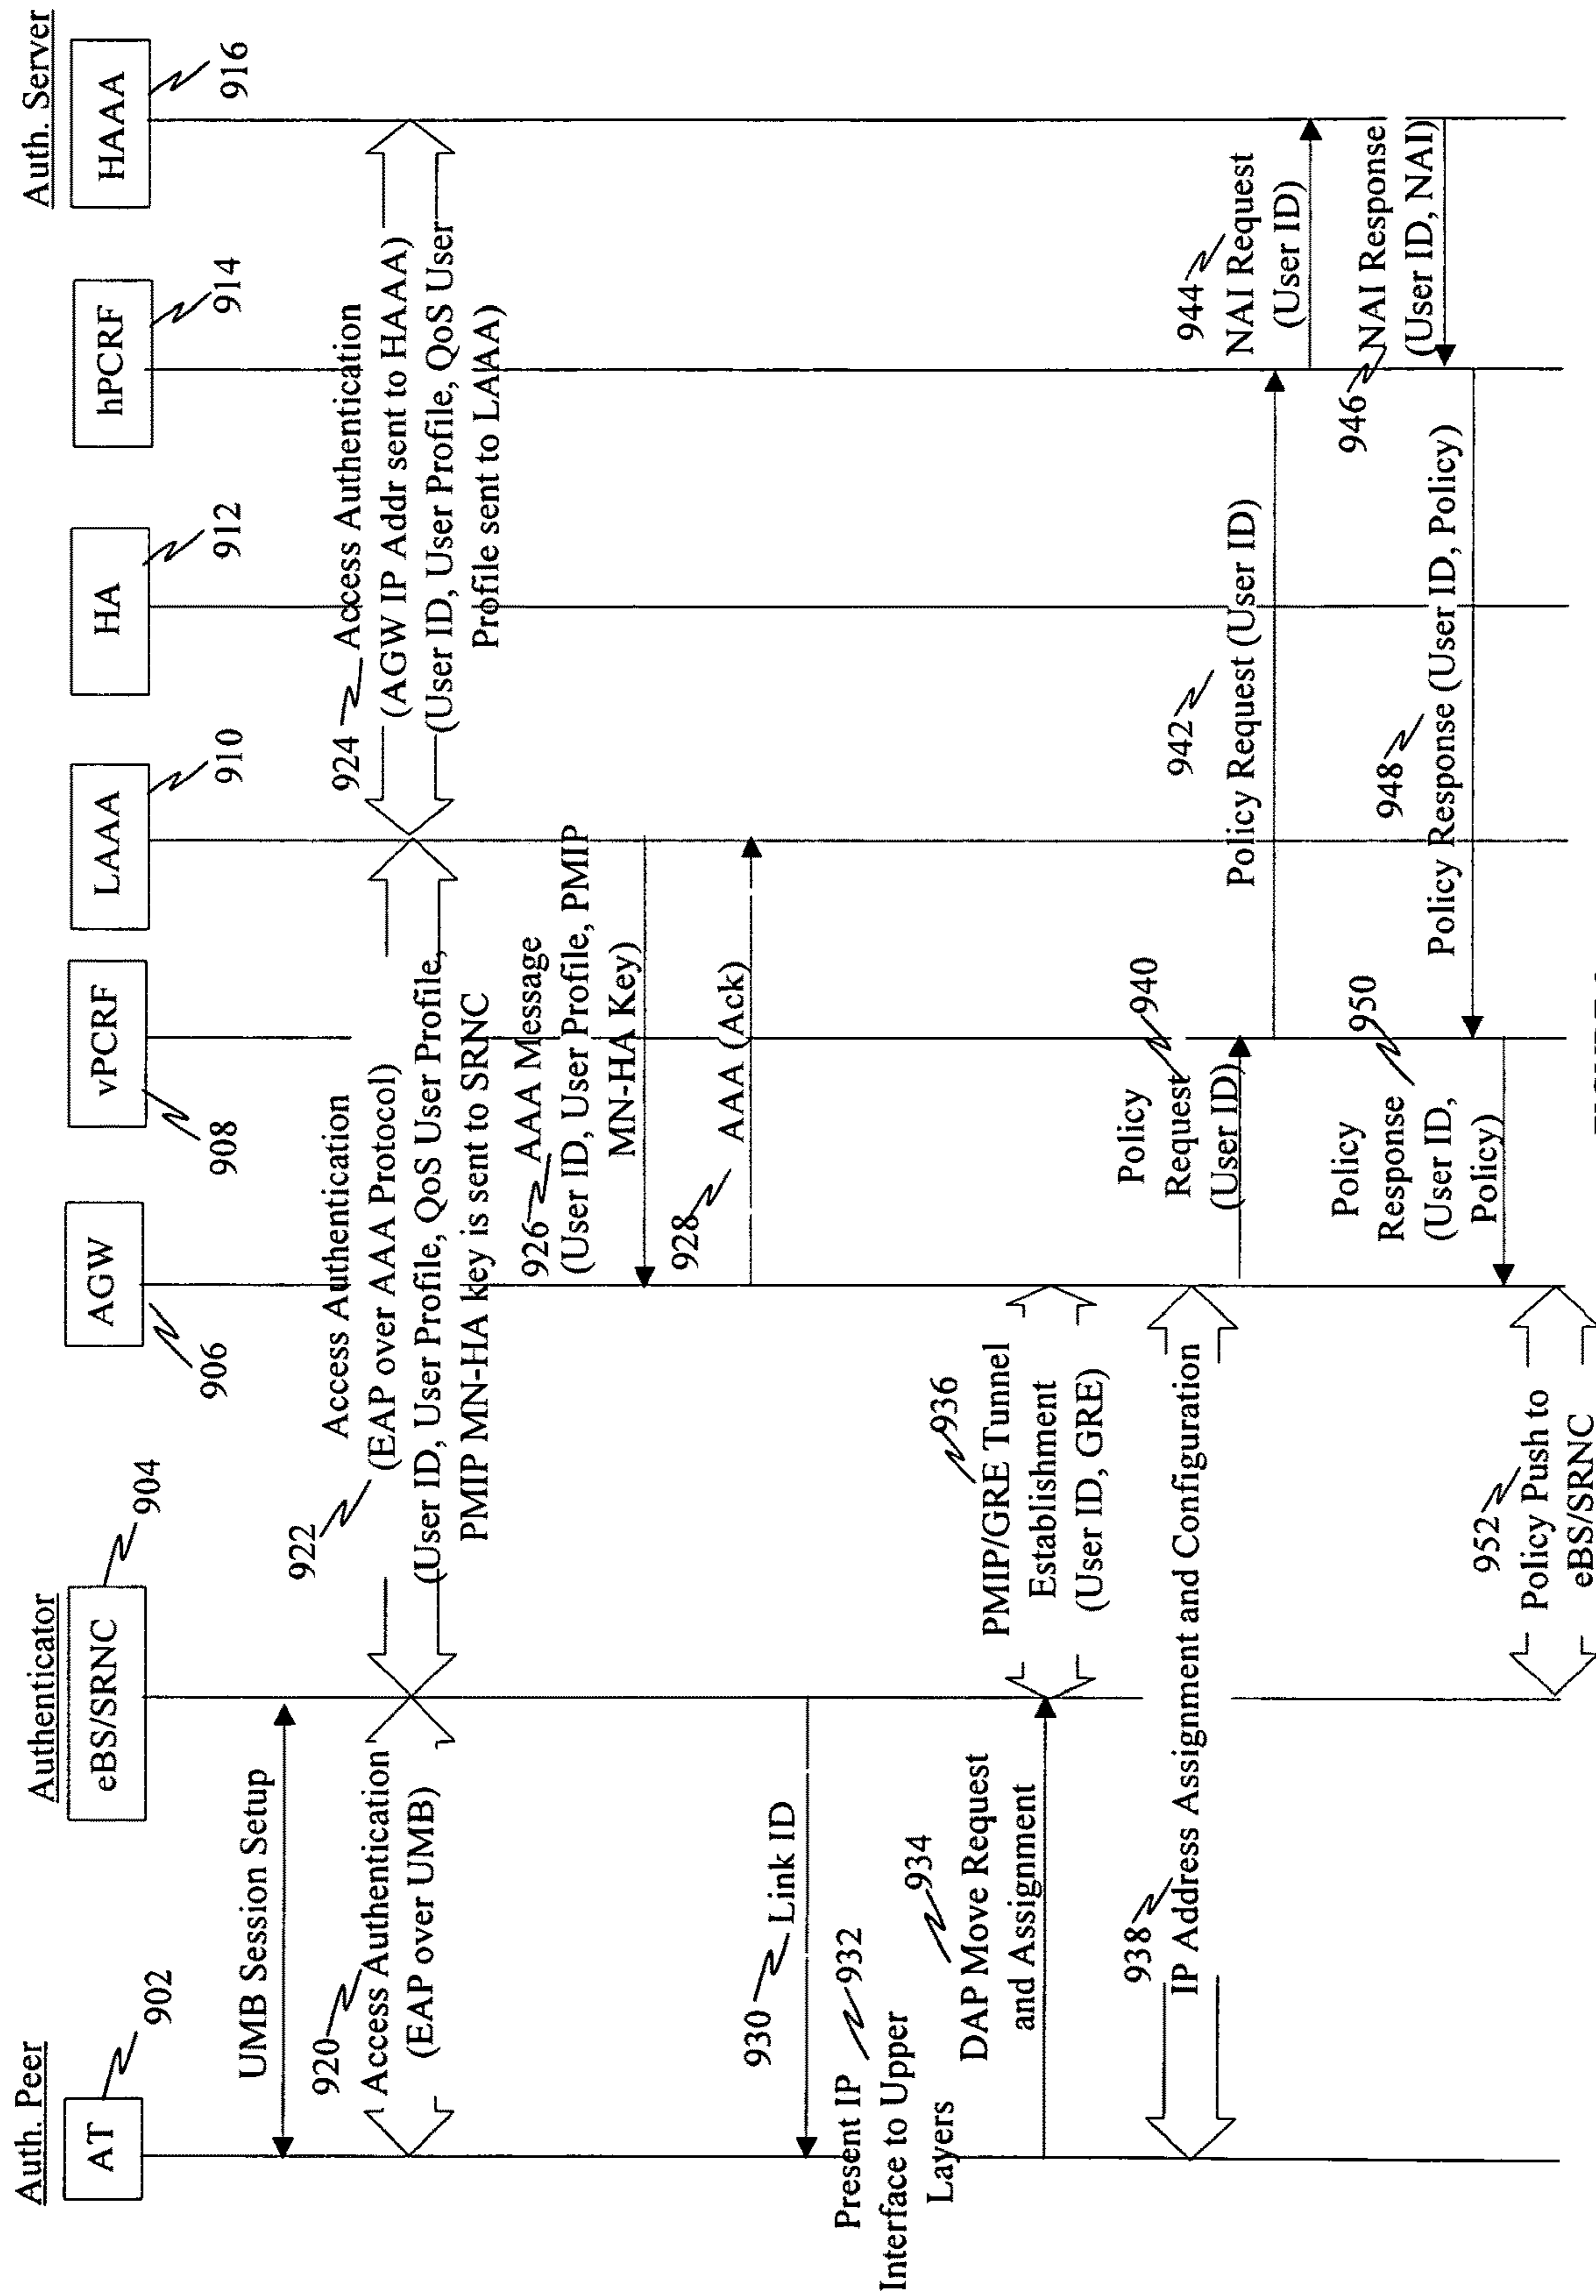 Auth. Peer
Authenticator
Auth. Server
AT
eBS/SRNC
AGW
vPCRF
LAAA
HA
hPCRF
HAAA
902
904
906
908
910
912
914
916
UMB Session Setup
920
Access Authentication
(EAP over UMB)
922
Access Authentication
(EAP over AAA Protocol)
(User ID, User Profile, QoS User Profile,
PMIP MN-HA key is sent to SRNC
924
Access Authentication
(AGW IP Addr sent to HAAA)
(User ID, User Profile, QoS User
Profile sent to LAAA)
926
AAA Message
(User ID, User Profile, PMIP
MN-HA Key)
928
AAA (Ack)
930
Link ID
Present IP
932
Interface to Upper
Layers
934
DAP Move Request
and Assignment
936
PMIP/GRE Tunnel
Establishment
(User ID, GRE)
938
IP Address Assignment and Configuration
Policy
940
Request
(User ID)
942
Policy Request (User ID)
944
NAI Request
(User ID)
946
NAI Response
(User ID, NAI)
948
Policy Response (User ID, Policy)
950
Policy
Response
(User ID,
Policy)
952
Policy Push to
eBS/SRNC